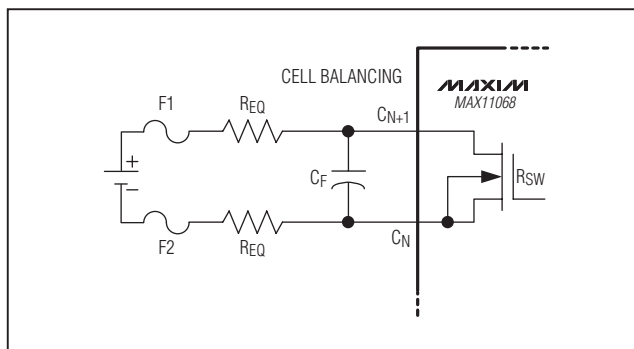 CELL BALANCING
MAXIM
MAX11068
F1
REQ
CN+1
+
−
CF
RSW
F2
REQ
CN